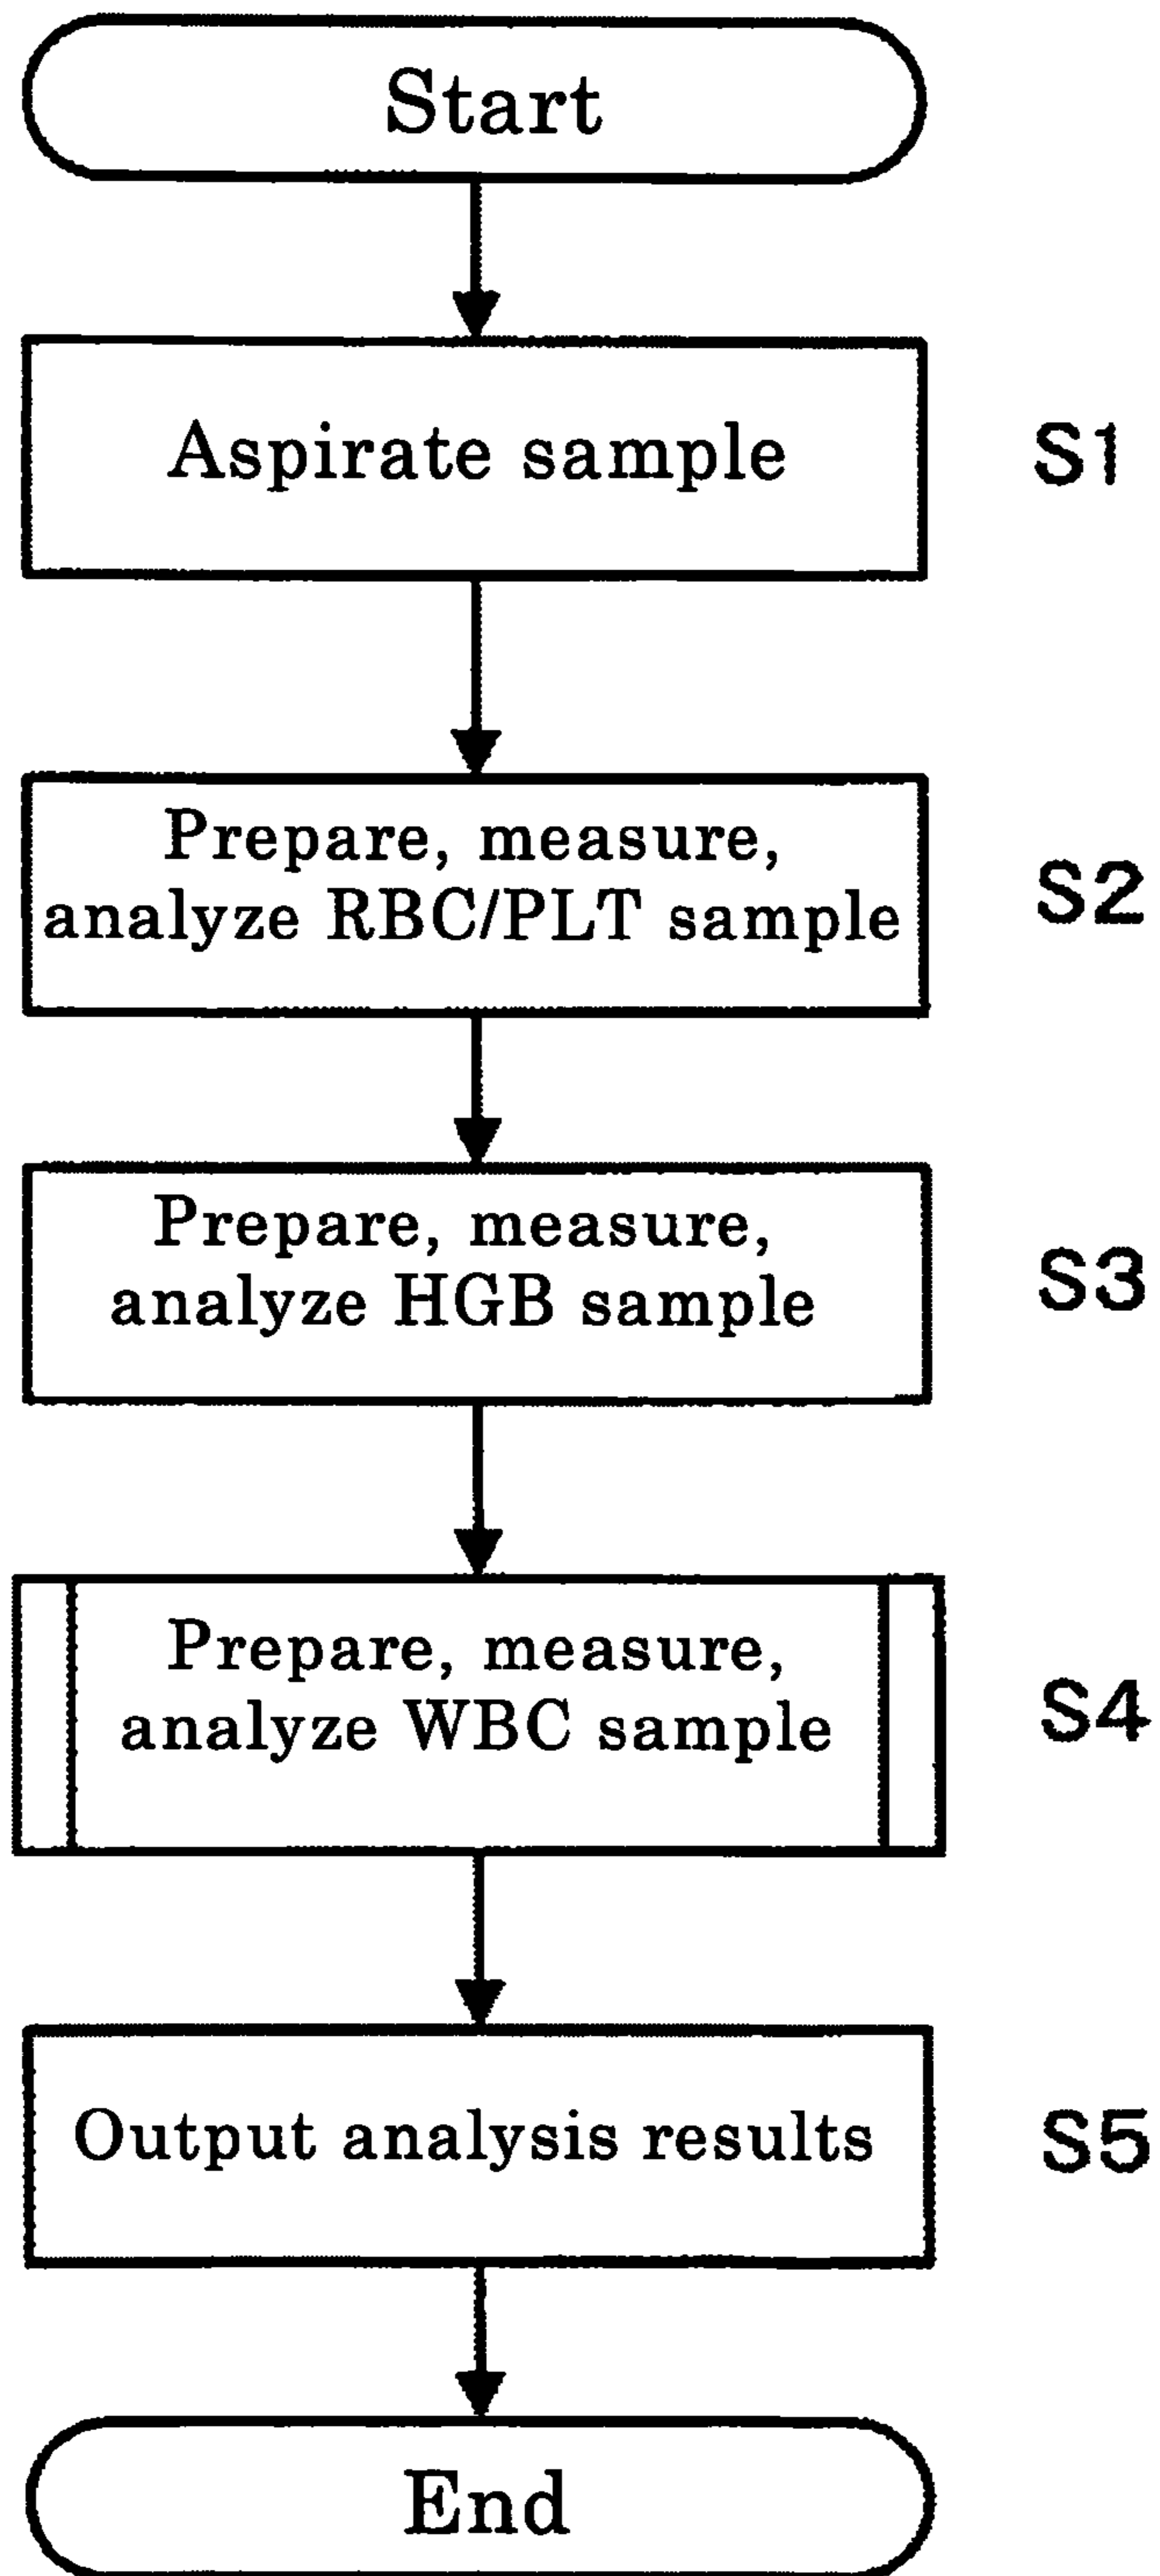 Start
Aspirate sample
S1
Prepare, measure,
analyze RBC/PLT sample
S2
Prepare, measure,
analyze HGB sample
S3
Prepare, measure,
analyze WBC sample
S4
Output analysis results
S5
End